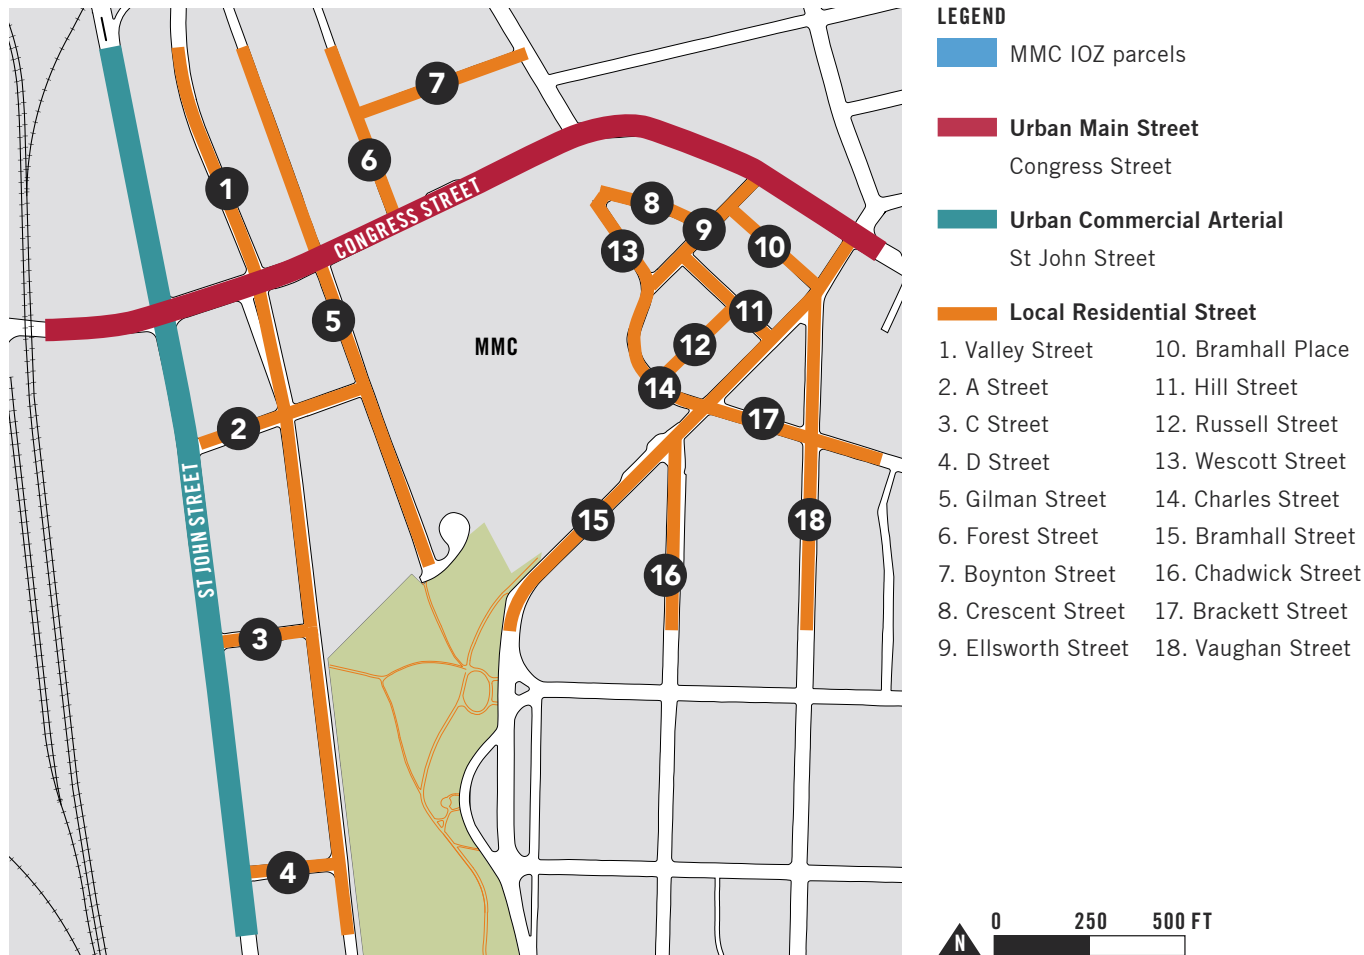 7
6
1
CONGRESS STREET
8
9
10
13
5
11
MMC
12
14
2
17
ST JOHN STREET
15
18
16
3
4
LEGEND
MMC IOZ parcels
Urban Main Street
Congress Street
Urban Commercial Arterial
St John Street
Local Residential Street
1. Valley Street
2. A Street
3. C Street
4. D Street
5. Gilman Street
6. Forest Street
7. Boynton Street
8. Crescent Street
9. Ellsworth Street
10. Bramhall Place
11. Hill Street
12. Russell Street
13. Wescott Street
14. Charles Street
15. Bramhall Street
16. Chadwick Street
17. Brackett Street
18. Vaughan Street
N
0 250 500 FT